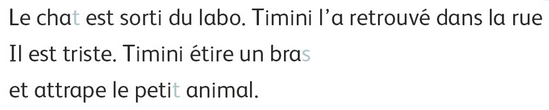 Le chat est sorti du labo. Timini l’a retrouvé dans la rue
Il est triste. Timini étire un bras
et attrape le petit animal.